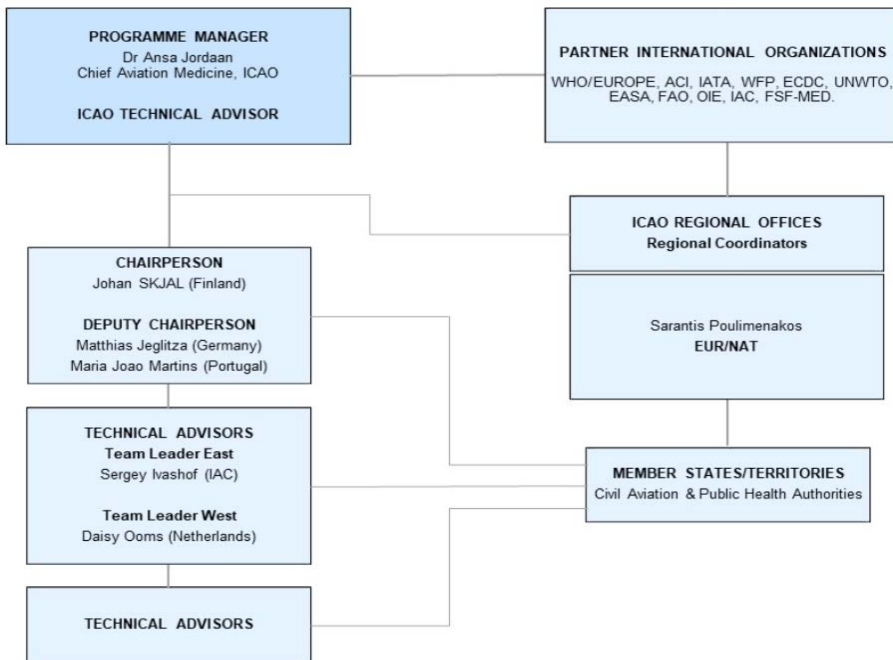 PROGRAMME MANAGER
Dr Ansa Jordaan
Chief Aviation Medicine, ICAO
ICAO TECHNICAL ADVISOR
PARTNER INTERNATIONAL ORGANIZATIONS
WHO/EUROPE, ACI, IATA, WFP, ECDC, UNWTO,
EASA, FAO, OIE, IAC, FSF-MED.
ICAO REGIONAL OFFICES
Regional Coordinators
CHAIRPERSON
Johan SKJAL (Finland)
DEPUTY CHAIRPERSON
Matthias Jeglitza (Germany)
Maria Joao Martins (Portugal)
Sarantis Poulimenakos
EUR/NAT
TECHNICAL ADVISORS
Team Leader East
Sergey Ivashof (IAC)
Team Leader West
Daisy Ooms (Netherlands)
MEMBER STATES/TERRITORIES
Civil Aviation & Public Health Authorities
TECHNICAL ADVISORS